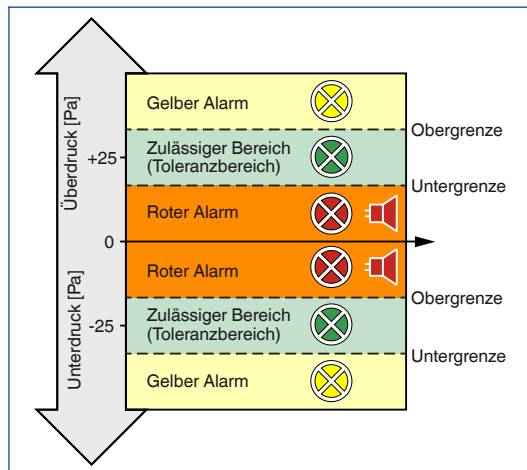 Überdruck [Pa]
Unterdruck [Pa]
Gelber Alarm
Obergrenze
+25
Zulässiger Bereich
(Toleranzbereich)
Untergrenze
Roter Alarm
0
Roter Alarm
Obergrenze
-25
Zulässiger Bereich
(Toleranzbereich)
Untergrenze
Gelber Alarm